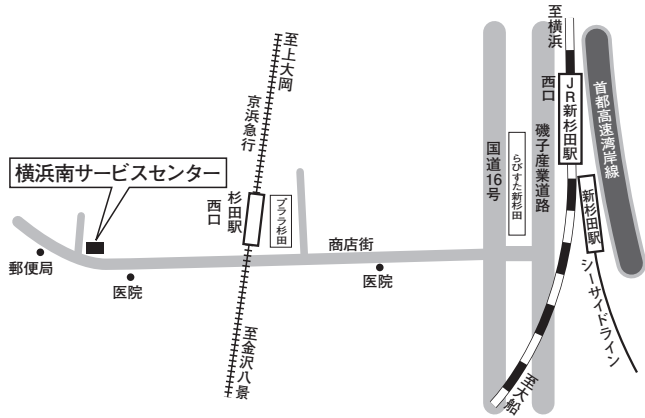 至上大岡
京浜急行
横浜南サービスセンター
西口
杉田駅
プララ杉田
郵便局
医院
商店街
医院
至金沢八景
国道16号
らびすた新杉田
磯子産業道路
至横浜
西口
JR新杉田駅
首都高速湾岸線
新杉田駅
シーサイドライン
至大船